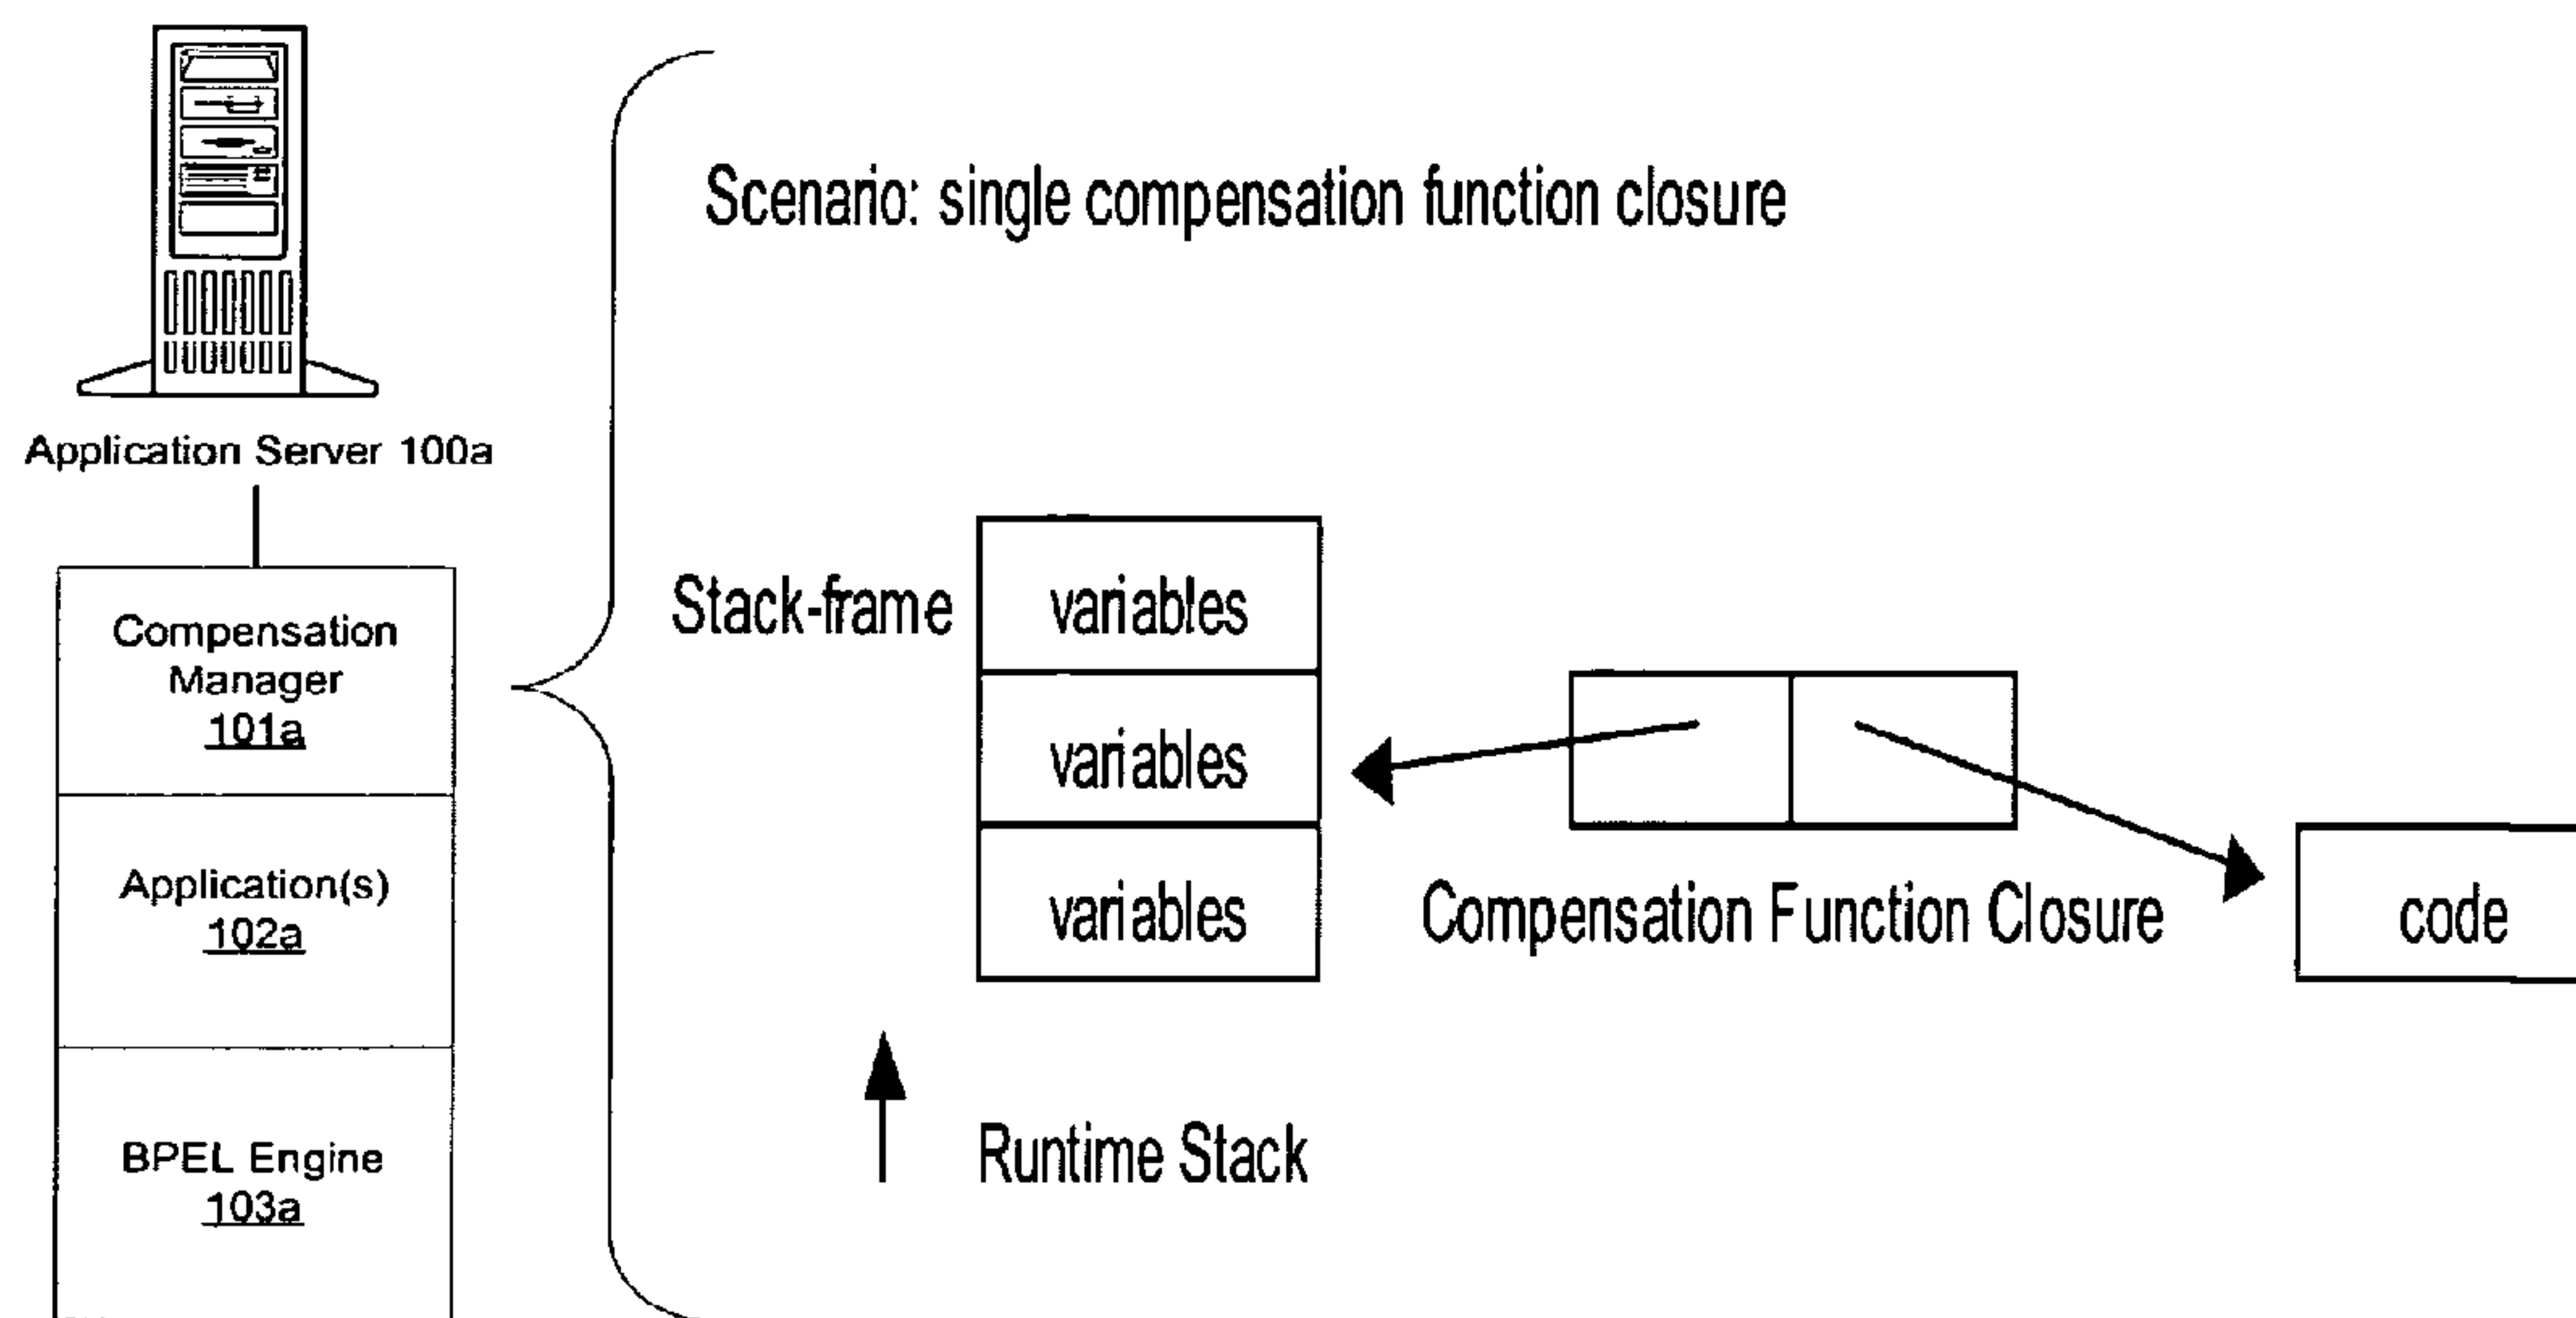 Application Server 100a
Compensation
Manager
101a
Application(s)
102a
BPEL Engine
103a
Scenario: single compensation function closure
Stack-frame
variables
variables
variables
Compensation Function Closure
code
Runtime Stack